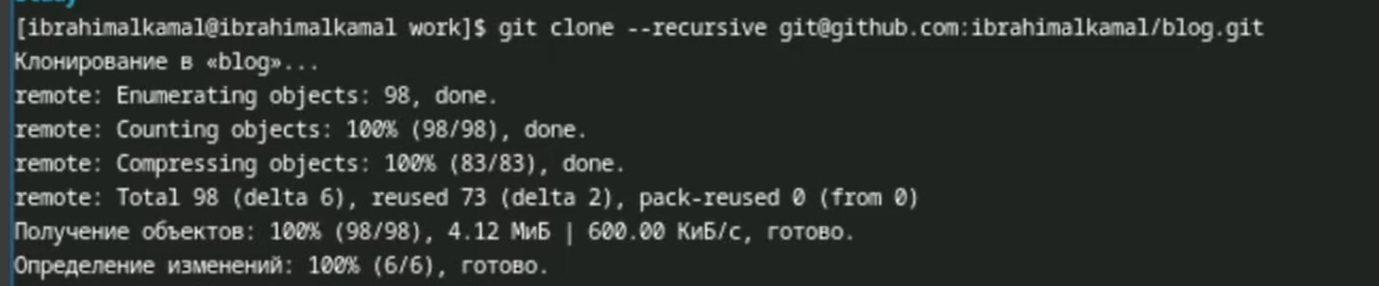 Study
[ibrahimalkamal@ibrahimalkamal work]$ git clone --recursive git@github.com:ibrahimalkamal/blog.git
Клонирование в «blog»...
remote: Enumerating objects: 98, done.
remote: Counting objects: 100% (98/98), done.
remote: Compressing objects: 100% (83/83), done.
remote: Total 98 (delta 6), reused 73 (delta 2), pack-reused 0 (from 0)
Получение объектов: 100% (98/98), 4.12 МиБ | 600.00 КиБ/с, готово.
Определение изменений: 100% (6/6), готово.